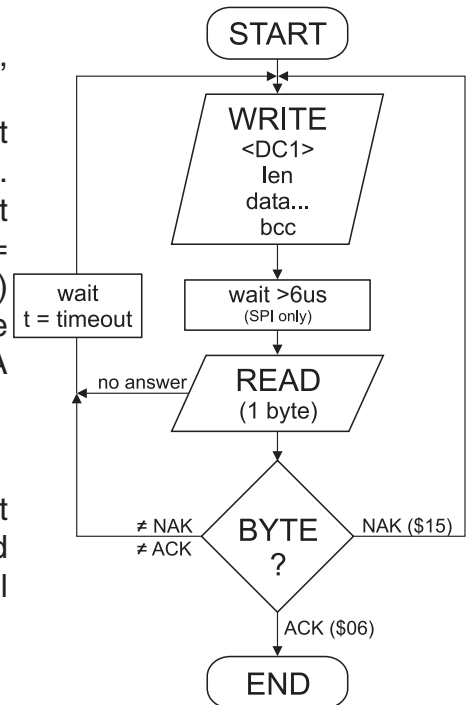 ,
t
.
t
=
)
e
A
t
d
l
START
WRITE
<DC1>
len
data...
bcc
wait
t = timeout
wait >6us
(SPI only)
no answer
READ
(1 byte)
≠ NAK
≠ ACK
BYTE
?
NAK ($15)
ACK ($06)
END